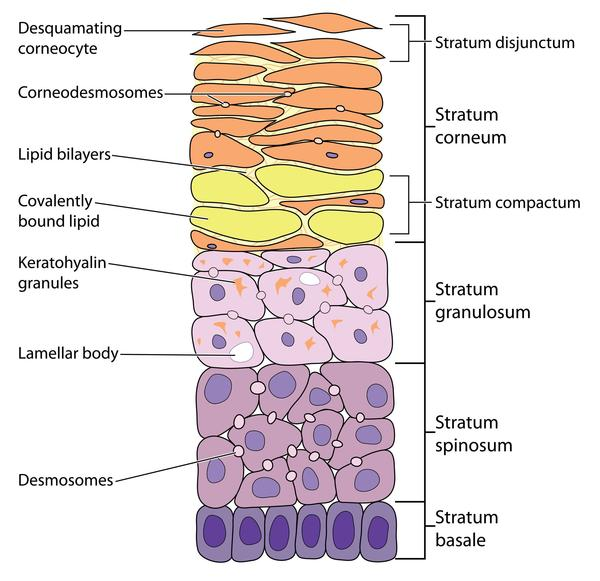 Desquamating
corneocyte
Corneodesmosomes
Lipid bilayers
Covalently
bound lipid
Keratohyalin
granules
Lamellar body
Desmosomes
Stratum disjunctum
Stratum
corneum
Stratum compactum
Stratum
granulosum
Stratum
spinosum
Stratum
basale